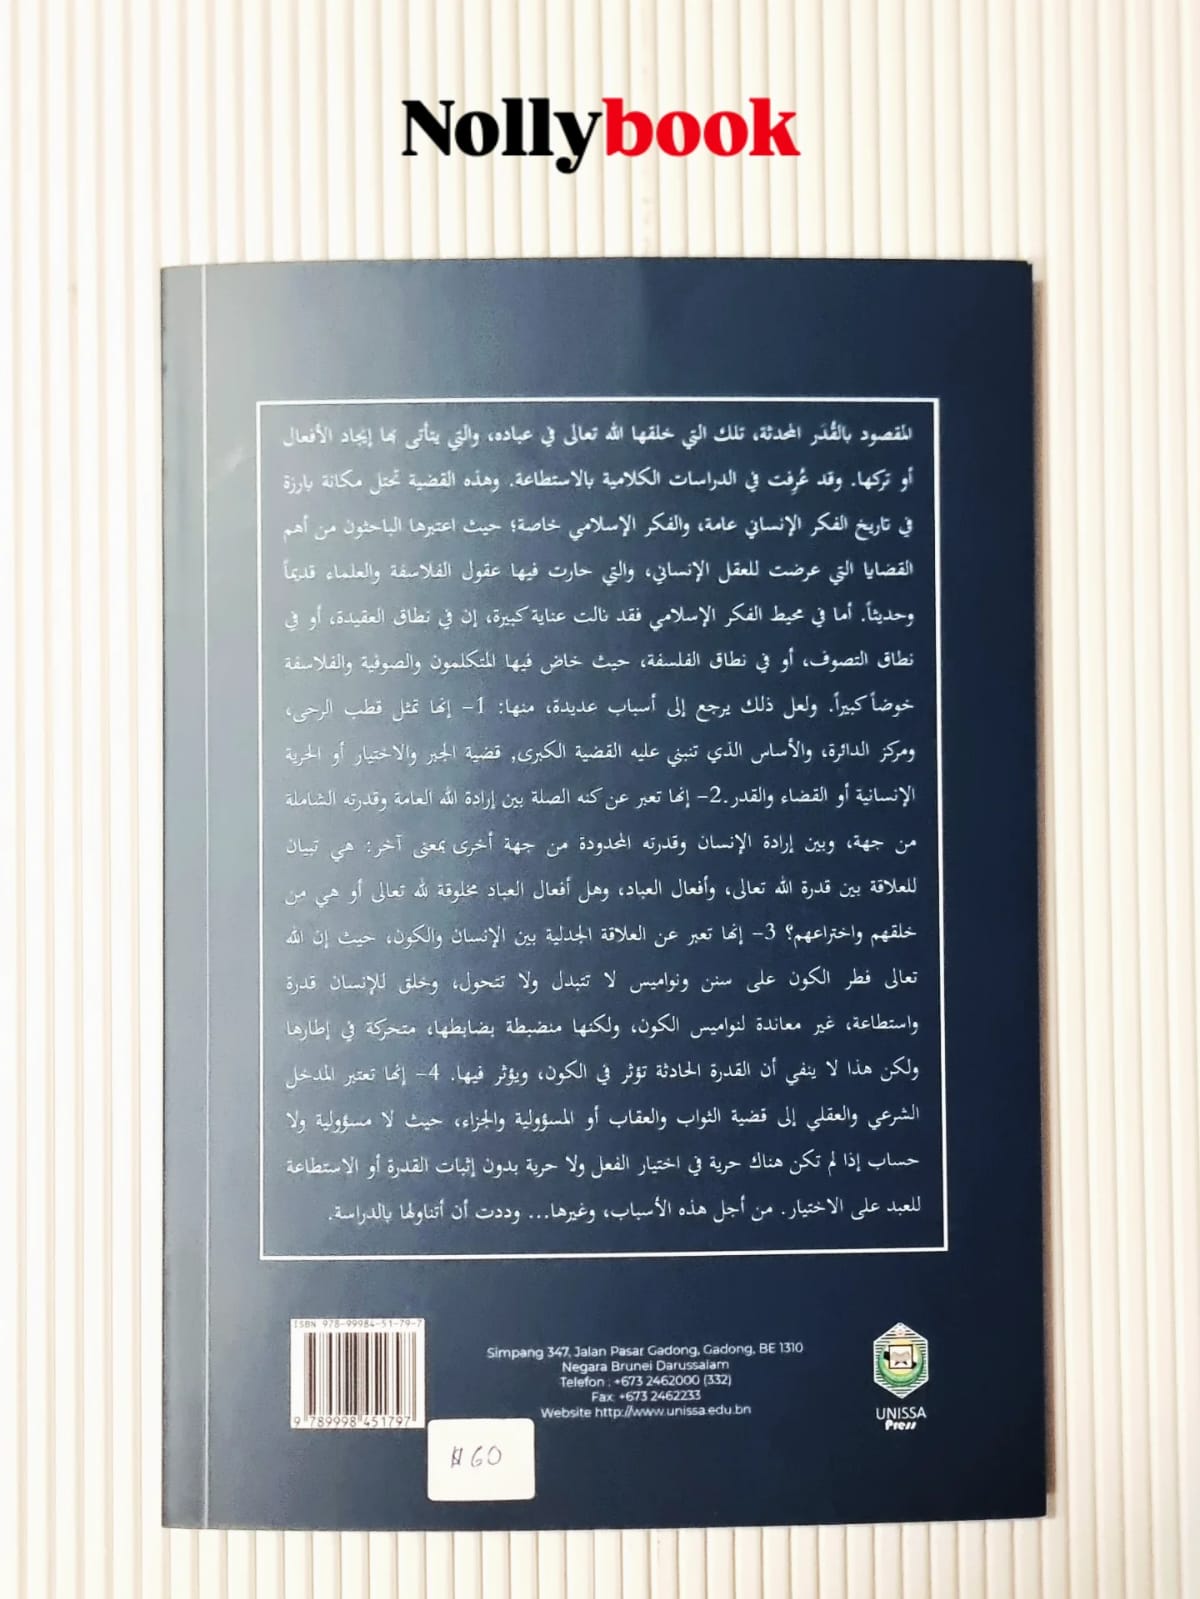 Nollybook
المقصود بالقُدَر المحدثة، تلك التي خلقها الله تعالى في عباده، والتي يتأتى بها إيجاد الأفعال
أو تركها. وقد عُرِفت في الدراسات الكلامية بالاستطاعة. وهذه القضية تحتل مكانة بارزة
في تاريخ الفكر الإنساني عامة، والفكر الإسلامي خاصة؛ حيث اعتبرها الباحثون من أهم
القضايا التي عرضت للعقل الإنساني، والتي حارت فيها عقول الفلاسفة والعلماء قديماً
وحديثاً. أما في محيط الفكر الإسلامي فقد نالت عناية كبيرة، إن في نطاق العقيدة، أو في
نطاق التصوف، أو في نطاق الفلسفة، حيث خاض فيها المتكلمون والصوفية والفلاسفة
خوضاً كبيراً. ولعل ذلك يرجع إلى أسباب عديدة، منها: 1- إنها تمثل قطب الرحى،
ومركز الدائرة، والأساس الذي تنبني عليه القضية الكبرى, قضية الجبر والاختيار أو الحرية
الإنسانية أو القضاء والقدر.2- إنها تعبر عن كنه الصلة بين إرادة الله العامة وقدرته الشاملة
من جهة، وبين إرادة الإنسان وقدرته المحدودة من جهة أخرى بمعنى آخر: هي تبيان
للعلاقة بين قدرة الله تعالى، وأفعال العباد، وهل أفعال العباد مخلوقة لله تعالى أو هي من
خلقهم واختراعهم؟ 3- إنها تعبر عن العلاقة الجدلية بين الإنسان والكون، حيث إن الله
تعالى فطر الكون على سنن ونواميس لا تتبدل ولا تتحول، وخلق للإنسان قدرة
واستطاعة، غير معاندة لنواميس الكون، ولكنها منضبطة بضابطها، متحركة في إطارها
ولكن هذا لا ينفي أن القدرة الحادثة تؤثر في الكون، ويؤثر فيها. 4- إنها تعتبر المدخل
الشرعي والعقلي إلى قضية الثواب والعقاب أو المسؤولية والجزاء، حيث لا مسؤولية ولا
حساب إذا لم تكن هناك حرية في اختيار الفعل ولا حرية بدون إثبات القدرة أو الاستطاعة
للعبد على الاختيار. من أجل هذه الأسباب، وغيرها... وددت أن أتناولها بالدراسة.
ISBN 978-99984-51-79-7
9 789998 451797
Simpang 347, Jalan Pasar Gadong, Gadong, BE 1310
Negara Brunei Darussalam
Telefon : +673 2462000 (332)
Fax: +673 2462233
Website http://www.unissa.edu.bn
UNISSA
Press
$60